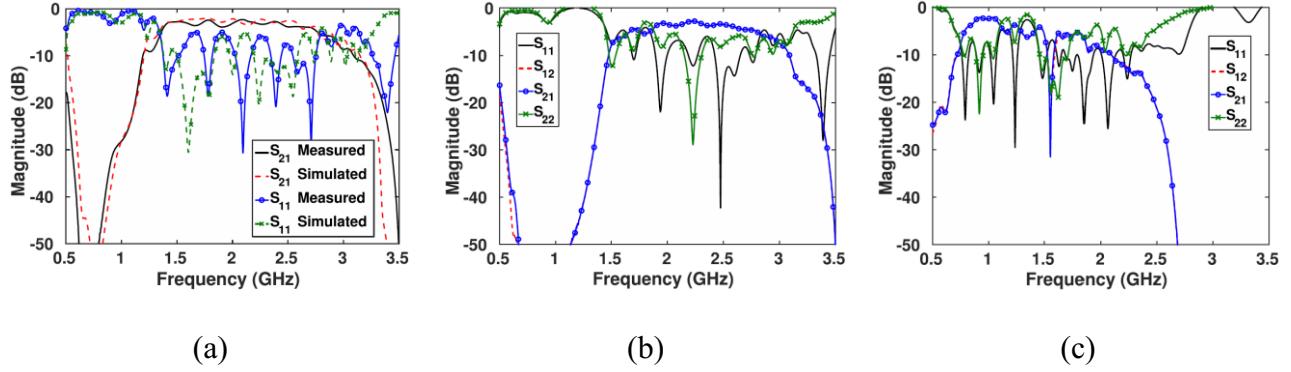 0
-10
-20
-30
-40
-50
Magnitude (dB)
0.5 1 1.5 2 2.5 3 3.5
Frequency (GHz)
S21 Measured
S21 Simulated
S11 Measured
S11 Simulated
(a)
0
-10
-20
-30
-40
-50
Magnitude (dB)
0.5 1 1.5 2 2.5 3 3.5
Frequency (GHz)
S11
S12
S21
S22
(b)
0
-10
-20
-30
-40
-50
Magnitude (dB)
0.5 1 1.5 2 2.5 3 3.5
Frequency (GHz)
S11
S12
S21
S22
(c)